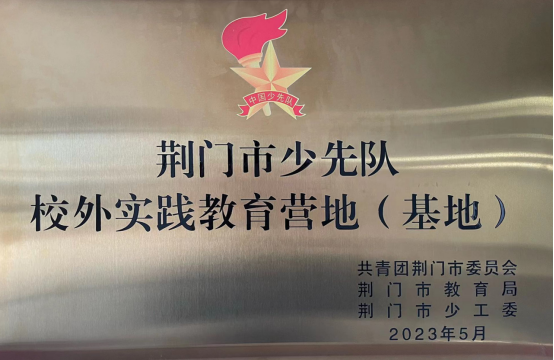 中国少先队
荆门市少先队
校外实践教育营地（基地）
共青团荆门市委员会
荆门市教育局
荆门市少工委
2023年5月